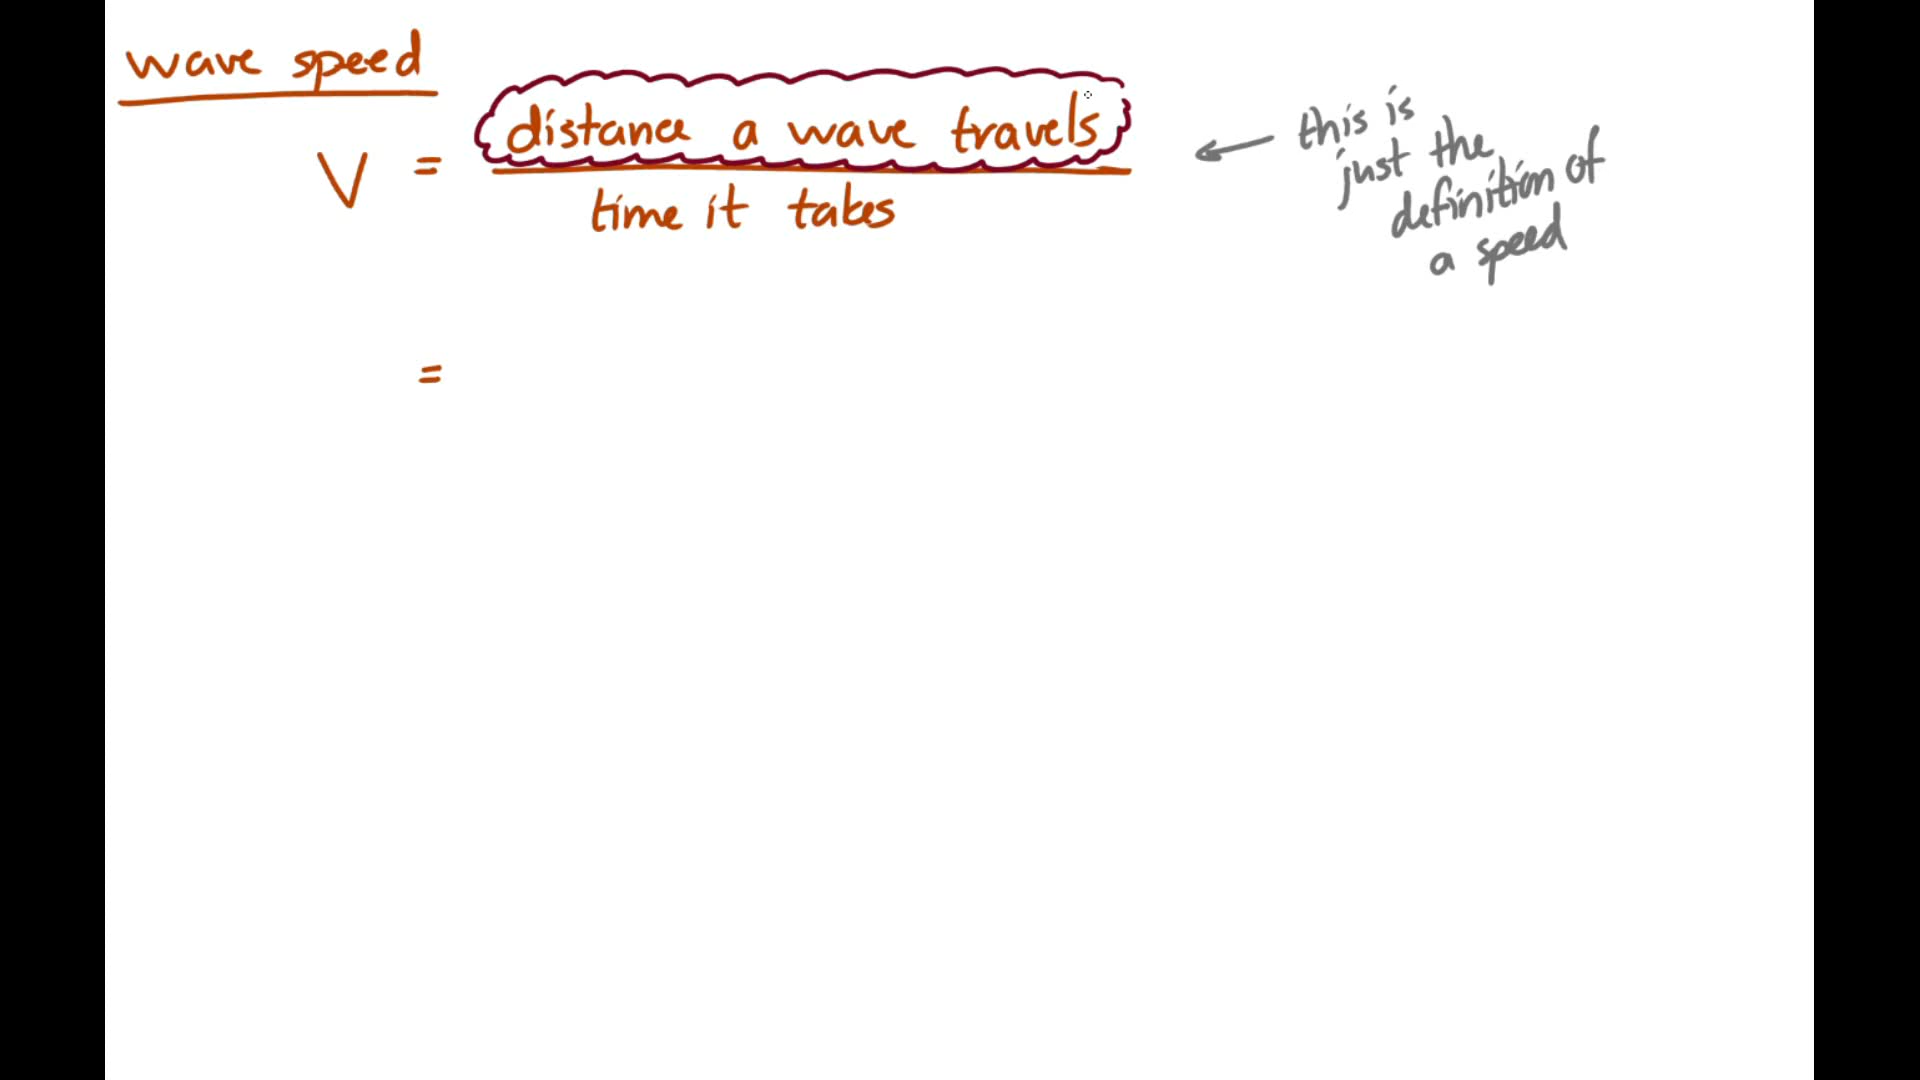 wave speed
V = distance a wave travels
time it takes
this is
just the
definition of
a speed
=